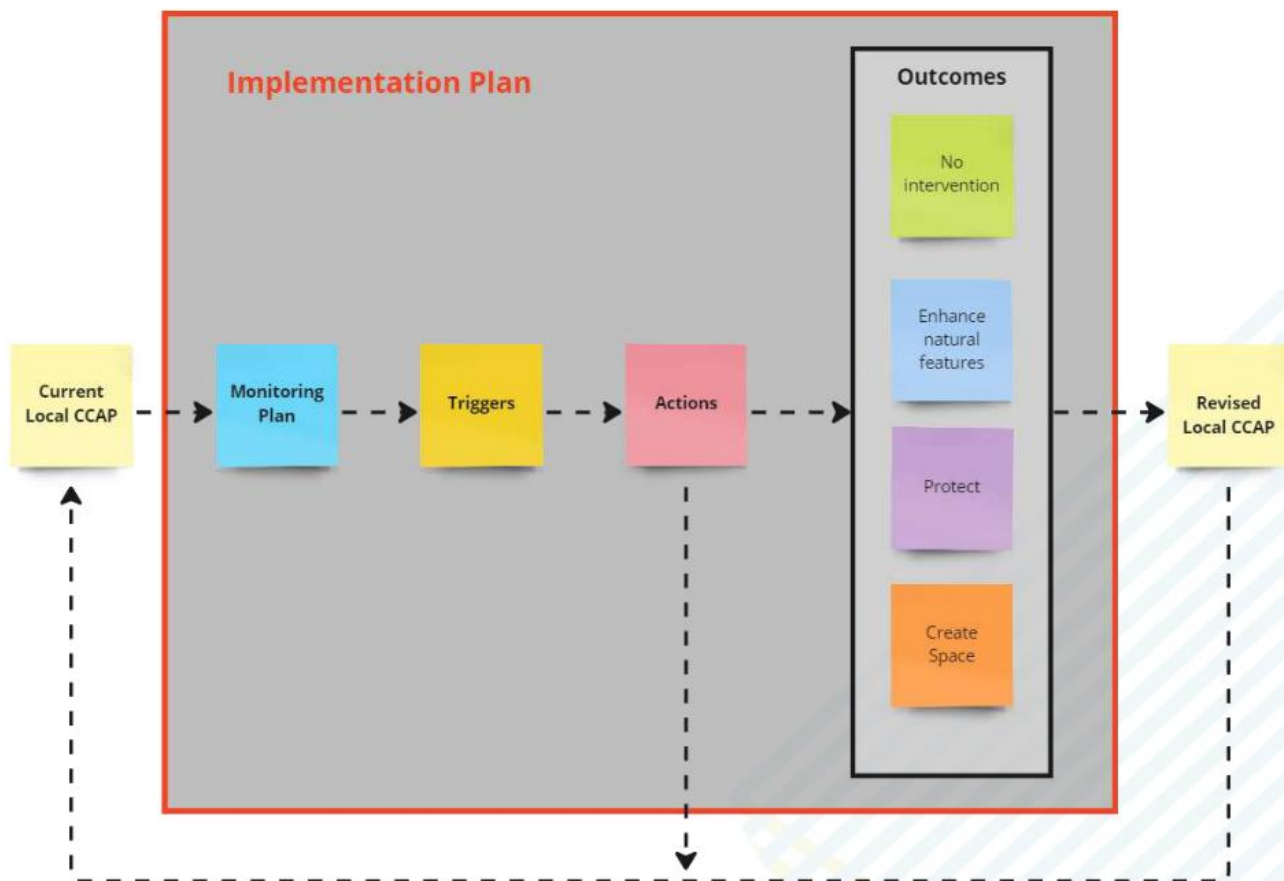 Implementation Plan
Outcomes
No
intervention
Enhance
natural
features
Protect
Create
Space
Current
Local CCAP
Monitoring
Plan
Triggers
Actions
Revised
Local CCAP